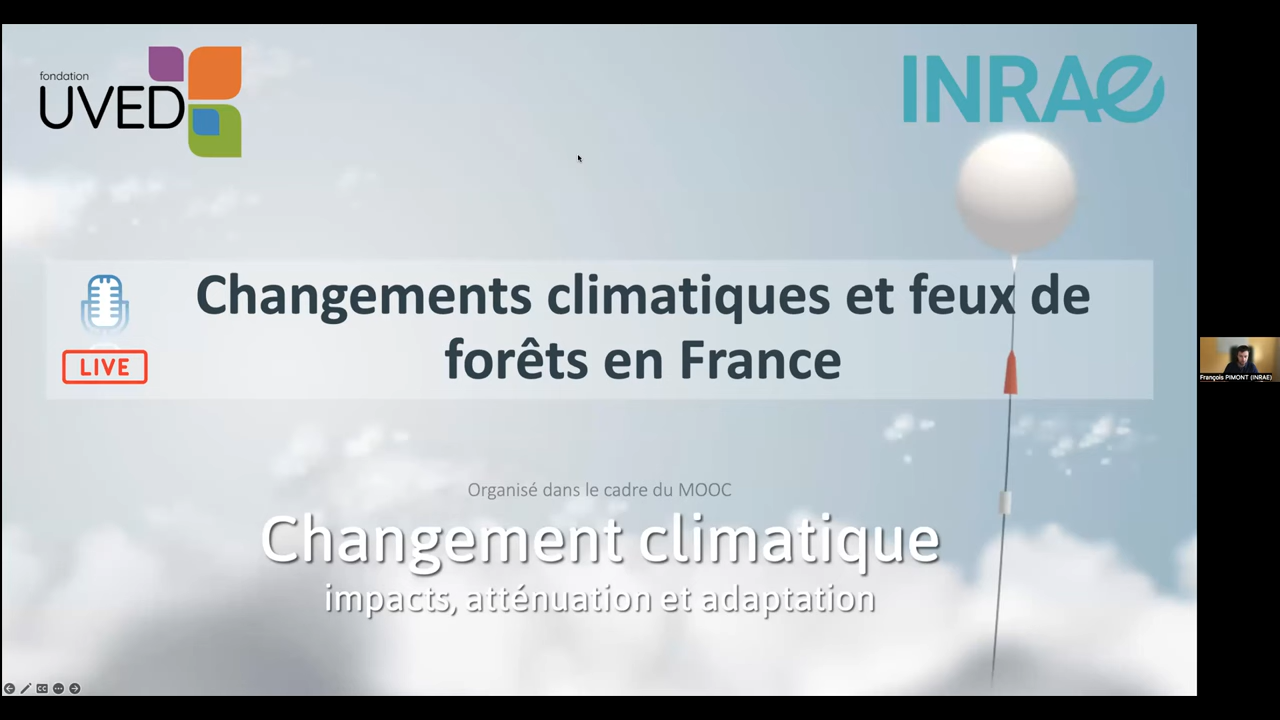 fondation
UVED
INRAE
Changements climatiques et feux de
forêts en France
LIVE
François PIMONT (INRAE)
Organisé dans le cadre du MOOC
Changement climatique
impacts, atténuation et adaptation